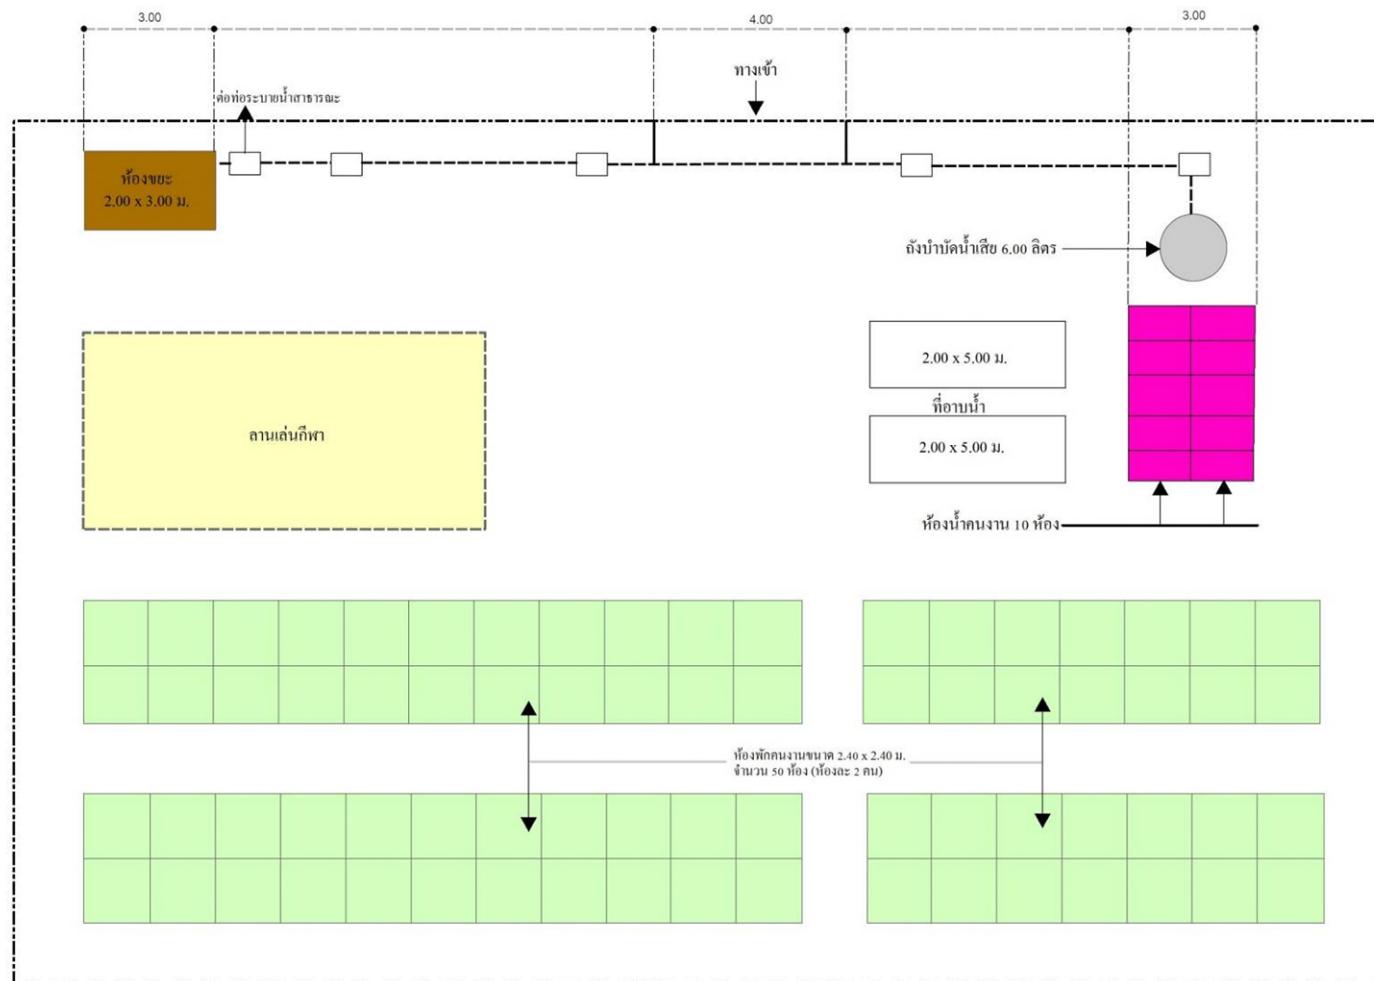 3.00
4.00
3.00
ทางเข้า
ต่อท่อระบายน้ำสาธารณะ
ห้องขยะ
2.00 x 3.00 ม.
ถังบำบัดน้ำเสีย 6.00 ลิตร
2.00 x 5.00 ม.
ที่อาบน้ำ
2.00 x 5.00 ม.
ลานเล่นกีฬา
ห้องน้ำคนงาน 10 ห้อง
ห้องพักคนงานขนาด 2.40 x 2.40 ม.
จำนวน 50 ห้อง (ห้องละ 2 คน)